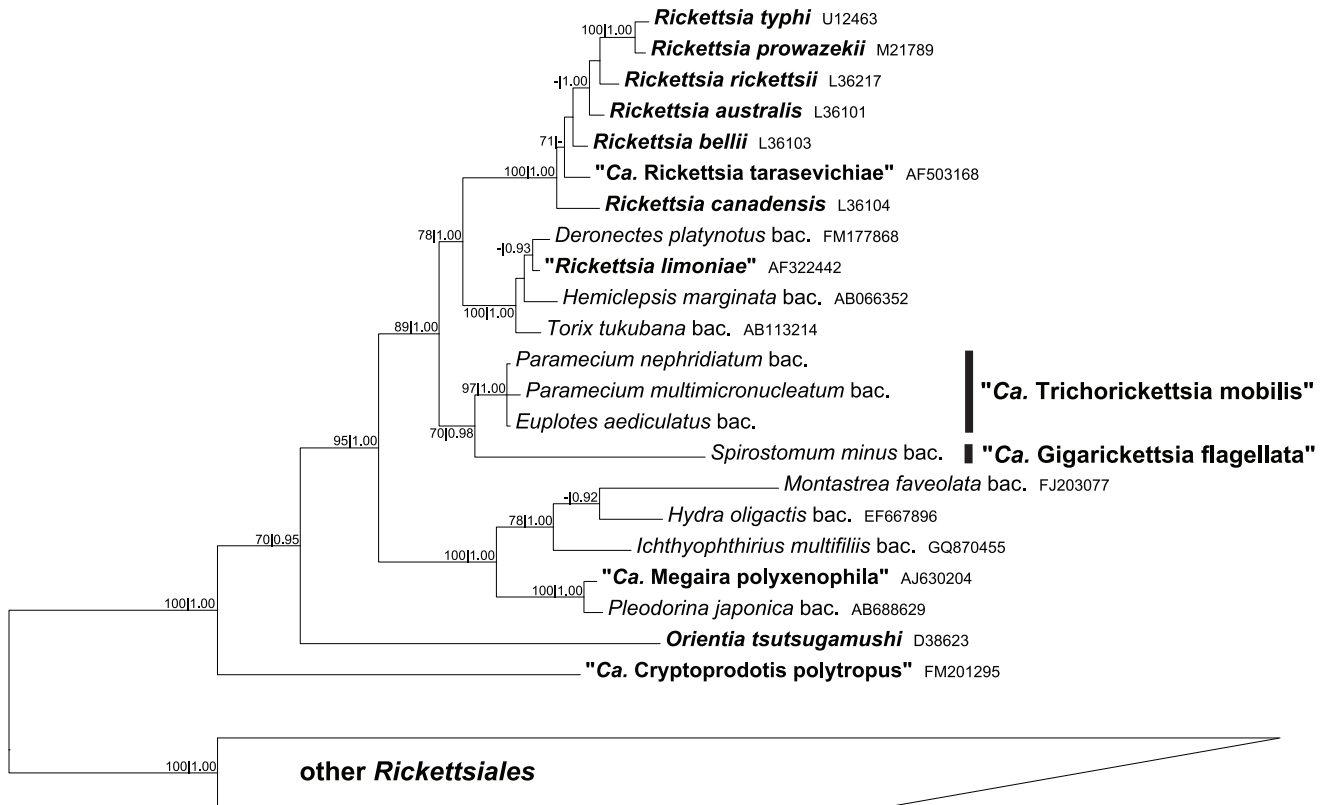 Rickettsia typhi U12463
100|1.00
Rickettsia prowazekii M21789
Rickettsia rickettsii L36217
-|1.00
Rickettsia australis L36101
Rickettsia bellii L36103
71|-
"Ca. Rickettsia tarasevichiae" AF503168
100|1.00
Rickettsia canadensis L36104
78|1.00
Deronectes platynotus bac. FM177868
-|0.93
"Rickettsia limoniae" AF322442
Hemiclepsis marginata bac. AB066352
100|1.00
Torix tukubana bac. AB113214
89|1.00
Paramecium nephridiatum bac.
97|1.00
Paramecium multimicronucleatum bac.
"Ca. Trichorickettsia mobilis"
Euplotes aediculatus bac.
70|0.98
Spirostomum minus bac.
"Ca. Gigarickettsia flagellata"
95|1.00
Montastrea faveolata bac. FJ203077
-|0.92
Hydra oligactis bac. EF667896
78|1.00
Ichthyophthirius multifiliis bac. GQ870455
70|0.95
100|1.00
"Ca. Megaira polyxenophila" AJ630204
100|1.00
Pleodorina japonica bac. AB688629
100|1.00
Orientia tsutsugamushi D38623
"Ca. Cryptoprodotis polytropus" FM201295
100|1.00
other Rickettsiales